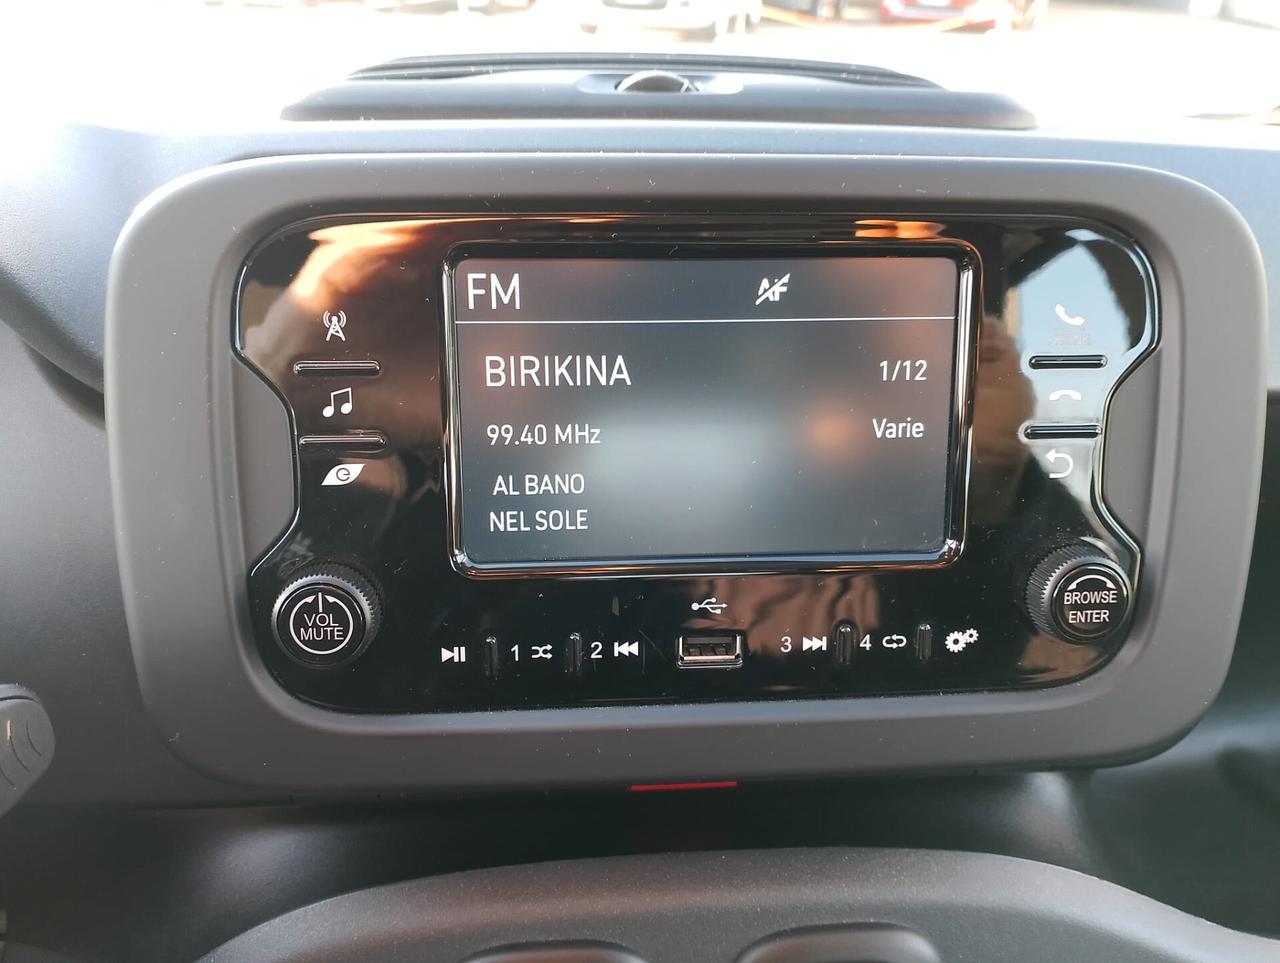 FM AF
BIRIKINA 1/12
99.40 MHz Varie
AL BANO
NEL SOLE
VOL
MUTE
BROWSE
ENTER
1 2 3 4